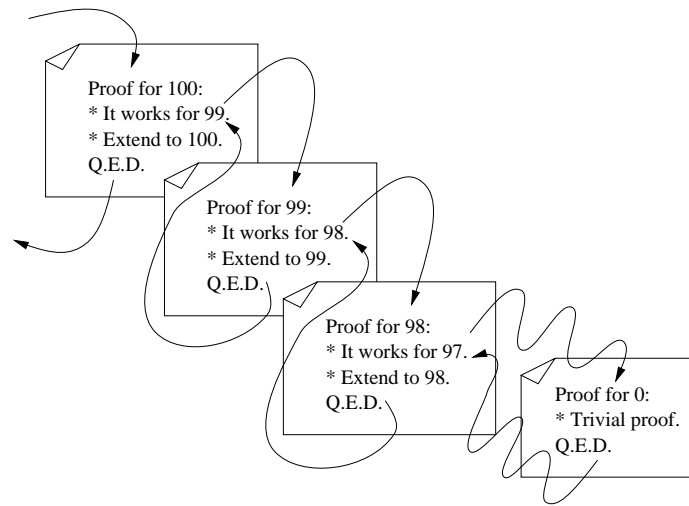 Proof for 100:
* It works for 99.
* Extend to 100.
Q.E.D.
Proof for 99:
* It works for 98.
* Extend to 99.
Q.E.D.
Proof for 98:
* It works for 97.
* Extend to 98.
Q.E.D.
Proof for 0:
* Trivial proof.
Q.E.D.